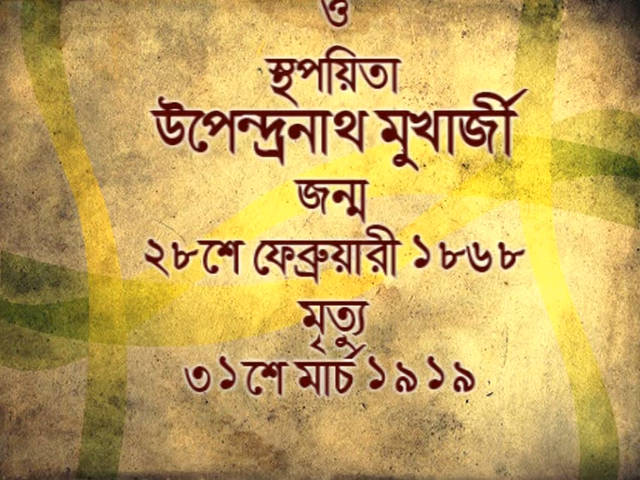 ও
স্থপয়িতা
উপেন্দ্রনাথ মুখার্জী
জন্ম
২৮শে ফেব্রুয়ারী ১৮৬৮
মৃত্যু
৩১শে মার্চ ১৯১৯